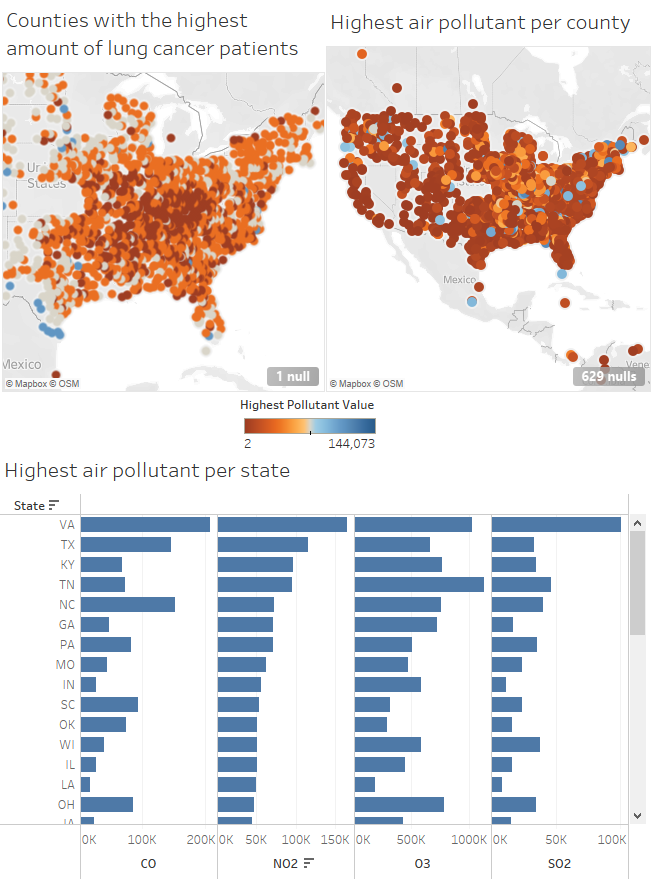 Counties with the highest
amount of lung cancer patients
Highest air pollutant per county
States
Mexico
1 null
© Mapbox © OSM
Mexico
629 nulls
© Mapbox © OSM
Highest Pollutant Value
2
144,073
Highest air pollutant per state
State
VA
TX
KY
TN
NC
GA
PA
MO
IN
SC
OK
WI
IL
LA
OH
IA
0K 100K 200K 0K 50K 100K 150K 0K 500K 1000K 0K 50K 100K
CO NO2 O3 SO2